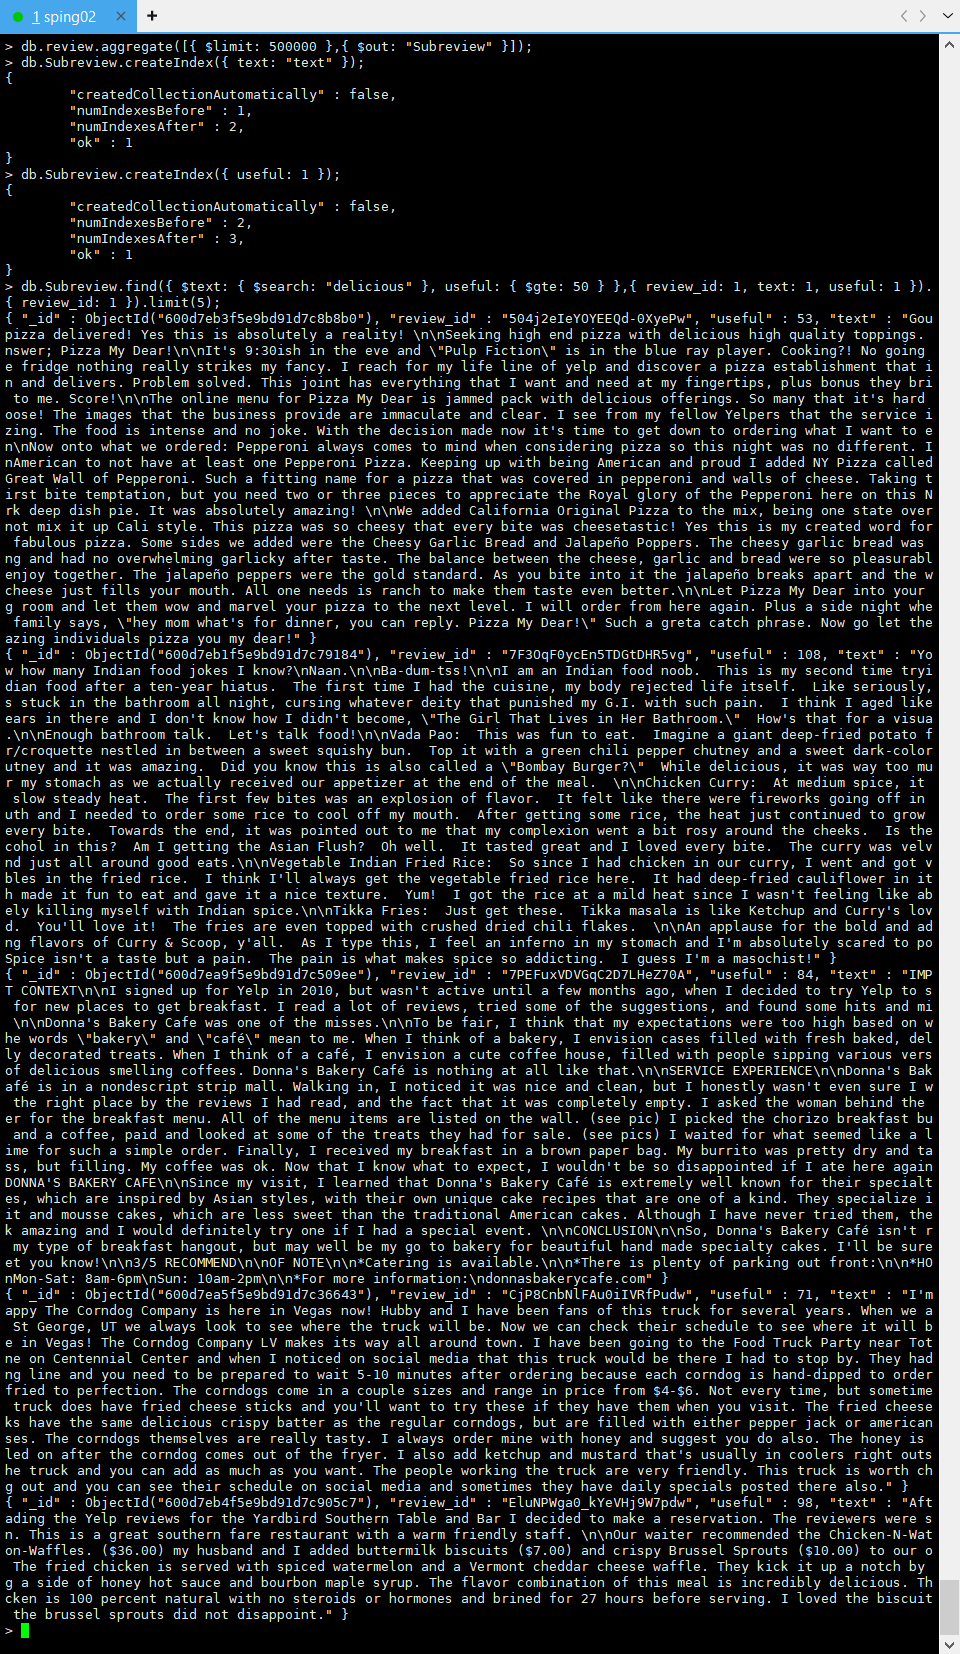 1 sping02
> db.review.aggregate([{ $limit: 500000 },{ $out: "Subreview" }]);
> db.Subreview.createIndex({ text: "text" });
{
"createdCollectionAutomatically" : false,
"numIndexesBefore" : 1,
"numIndexesAfter" : 2,
"ok" : 1
}
> db.Subreview.createIndex({ useful: 1 });
{
"createdCollectionAutomatically" : false,
"numIndexesBefore" : 2,
"numIndexesAfter" : 3,
"ok" : 1
}
> db.Subreview.find({ $text: { $search: "delicious" }, useful: { $gte: 50 } },{ review_id: 1, text: 1, useful: 1 }).
{ review_id: 1 }).limit(5);
{ "_id" : ObjectId("600d7eb3f5e9bd91d7c8b8b0"), "review_id" : "504j2eIeYOYEEQd-0XyePw", "useful" : 53, "text" : "Gou
pizza delivered! Yes this is absolutely a reality! \n\nSeeking high end pizza with delicious high quality toppings.
nswer; Pizza My Dear!\n\nIt's 9:30ish in the eve and \"Pulp Fiction\" is in the blue ray player. Cooking?! No going
e fridge nothing really strikes my fancy. I reach for my life line of yelp and discover a pizza establishment that i
n and delivers. Problem solved. This joint has everything that I want and need at my fingertips, plus bonus they bri
to me. Score!\n\nThe online menu for Pizza My Dear is jammed pack with delicious offerings. So many that it's hard
oose! The images that the business provide are immaculate and clear. I see from my fellow Yelpers that the service i
zing. The food is intense and no joke. With the decision made now it's time to get down to ordering what I want to e
n\nNow onto what we ordered: Pepperoni always comes to mind when considering pizza so this night was no different. I
nAmerican to not have at least one Pepperoni Pizza. Keeping up with being American and proud I added NY Pizza called
Great Wall of Pepperoni. Such a fitting name for a pizza that was covered in pepperoni and walls of cheese. Taking t
irst bite temptation, but you need two or three pieces to appreciate the Royal glory of the Pepperoni here on this N
rk deep dish pie. It was absolutely amazing! \n\nWe added California Original Pizza to the mix, being one state over
not mix it up Cali style. This pizza was so cheesy that every bite was cheesetastic! Yes this is my created word for
fabulous pizza. Some sides we added were the Cheesy Garlic Bread and Jalapeño Poppers. The cheesy garlic bread was
ng and had no overwhelming garlicky after taste. The balance between the cheese, garlic and bread were so pleasurabl
enjoy together. The jalapeño peppers were the gold standard. As you bite into it the jalapeño breaks apart and the w
cheese just fills your mouth. All one needs is ranch to make them taste even better.\n\nLet Pizza My Dear into your
g room and let them wow and marvel your pizza to the next level. I will order from here again. Plus a side night whe
family says, \"hey mom what's for dinner, you can reply. Pizza My Dear!\" Such a greta catch phrase. Now go let the
azing individuals pizza you my dear!" }
{ "_id" : ObjectId("600d7eb1f5e9bd91d7c79184"), "review_id" : "7F3OqF0ycEn5TDGtDHR5vg", "useful" : 108, "text" : "Yo
w how many Indian food jokes I know?\nNaan.\n\nBa-dum-tss!\n\nI am an Indian food noob.  This is my second time tryi
dian food after a ten-year hiatus.  The first time I had the cuisine, my body rejected life itself.  Like seriously,
s stuck in the bathroom all night, cursing whatever deity that punished my G.I. with such pain.  I think I aged like
ears in there and I don't know how I didn't become, \"The Girl That Lives in Her Bathroom.\"  How's that for a visua
.\n\nEnough bathroom talk.  Let's talk food!\n\nVada Pao:  This was fun to eat.  Imagine a giant deep-fried potato f
r/croquette nestled in between a sweet squishy bun.  Top it with a green chili pepper chutney and a sweet dark-color
utney and it was amazing.  Did you know this is also called a \"Bombay Burger?\"  While delicious, it was way too mu
r my stomach as we actually received our appetizer at the end of the meal.  \n\nChicken Curry:  At medium spice, it
slow steady heat.  The first few bites was an explosion of flavor.  It felt like there were fireworks going off in
uth and I needed to order some rice to cool off my mouth.  After getting some rice, the heat just continued to grow
every bite.  Towards the end, it was pointed out to me that my complexion went a bit rosy around the cheeks.  Is the
cohol in this?  Am I getting the Asian Flush?  Oh well.  It tasted great and I loved every bite.  The curry was velv
nd just all around good eats.\n\nVegetable Indian Fried Rice:  So since I had chicken in our curry, I went and got v
bles in the fried rice.  I think I'll always get the vegetable fried rice here.  It had deep-fried cauliflower in it
h made it fun to eat and gave it a nice texture.  Yum!  I got the rice at a mild heat since I wasn't feeling like ab
ely killing myself with Indian spice.\n\nTikka Fries:  Just get these.  Tikka masala is like Ketchup and Curry's lov
d.  You'll love it!  The fries are even topped with crushed dried chili flakes.  \n\nAn applause for the bold and ad
ng flavors of Curry & Scoop, y'all.  As I type this, I feel an inferno in my stomach and I'm absolutely scared to po
Spice isn't a taste but a pain.  The pain is what makes spice so addicting.  I guess I'm a masochist!" }
{ "_id" : ObjectId("600d7ea9f5e9bd91d7c509ee"), "review_id" : "7PEFuxVDVGqC2D7LHeZ70A", "useful" : 84, "text" : "IMP
T CONTEXT\n\nI signed up for Yelp in 2010, but wasn't active until a few months ago, when I decided to try Yelp to s
for new places to get breakfast. I read a lot of reviews, tried some of the suggestions, and found some hits and mi
\n\nDonna's Bakery Cafe was one of the misses.\n\nTo be fair, I think that my expectations were too high based on w
he words \"bakery\" and \"café\" mean to me. When I think of a bakery, I envision cases filled with fresh baked, del
ly decorated treats. When I think of a café, I envision a cute coffee house, filled with people sipping various vers
of delicious smelling coffees. Donna's Bakery Café is nothing at all like that.\n\nSERVICE EXPERIENCE\n\nDonna's Bak
afé is in a nondescript strip mall. Walking in, I noticed it was nice and clean, but I honestly wasn't even sure I w
the right place by the reviews I had read, and the fact that it was completely empty. I asked the woman behind the
er for the breakfast menu. All of the menu items are listed on the wall. (see pic) I picked the chorizo breakfast bu
and a coffee, paid and looked at some of the treats they had for sale. (see pics) I waited for what seemed like a l
ime for such a simple order. Finally, I received my breakfast in a brown paper bag. My burrito was pretty dry and ta
ss, but filling. My coffee was ok. Now that I know what to expect, I wouldn't be so disappointed if I ate here again
DONNA'S BAKERY CAFE\n\nSince my visit, I learned that Donna's Bakery Café is extremely well known for their specialt
es, which are inspired by Asian styles, with their own unique cake recipes that are one of a kind. They specialize i
it and mousse cakes, which are less sweet than the traditional American cakes. Although I have never tried them, the
k amazing and I would definitely try one if I had a special event. \n\nCONCLUSION\n\nSo, Donna's Bakery Café isn't r
my type of breakfast hangout, but may well be my go to bakery for beautiful hand made specialty cakes. I'll be sure
et you know!\n\n3/5 RECOMMEND\n\nOF NOTE\n\n*Catering is available.\n\n*There is plenty of parking out front:\n\n*HO
nMon-Sat: 8am-6pm\nSun: 10am-2pm\n\n*For more information:\ndonnasbakerycafe.com" }
{ "_id" : ObjectId("600d7ea5f5e9bd91d7c36643"), "review_id" : "CjP8CnbNlFAu0iIVRfPudw", "useful" : 71, "text" : "I'm
appy The Corndog Company is here in Vegas now! Hubby and I have been fans of this truck for several years. When we a
St George, UT we always look to see where the truck will be. Now we can check their schedule to see where it will b
e in Vegas! The Corndog Company LV makes its way all around town. I have been going to the Food Truck Party near Tot
ne on Centennial Center and when I noticed on social media that this truck would be there I had to stop by. They had
ng line and you need to be prepared to wait 5-10 minutes after ordering because each corndog is hand-dipped to order
fried to perfection. The corndogs come in a couple sizes and range in price from $4-$6. Not every time, but sometime
truck does have fried cheese sticks and you'll want to try these if they have them when you visit. The fried cheese
ks have the same delicious crispy batter as the regular corndogs, but are filled with either pepper jack or american
ses. The corndogs themselves are really tasty. I always order mine with honey and suggest you do also. The honey is
led on after the corndog comes out of the fryer. I also add ketchup and mustard that's usually in coolers right outs
he truck and you can add as much as you want. The people working the truck are very friendly. This truck is worth ch
g out and you can see their schedule on social media and sometimes they have daily specials posted there also." }
{ "_id" : ObjectId("600d7eb4f5e9bd91d7c905c7"), "review_id" : "EluNPWga0_kYeVHj9W7pdw", "useful" : 98, "text" : "Aft
ading the Yelp reviews for the Yardbird Southern Table and Bar I decided to make a reservation. The reviewers were s
n. This is a great southern fare restaurant with a warm friendly staff. \n\nOur waiter recommended the Chicken-N-Wat
on-Waffles. ($36.00) my husband and I added buttermilk biscuits ($7.00) and crispy Brussel Sprouts ($10.00) to our o
The fried chicken is served with spiced watermelon and a Vermont cheddar cheese waffle. They kick it up a notch by
g a side of honey hot sauce and bourbon maple syrup. The flavor combination of this meal is incredibly delicious. Th
cken is 100 percent natural with no steroids or hormones and brined for 27 hours before serving. I loved the biscuit
the brussel sprouts did not disappoint." }
>